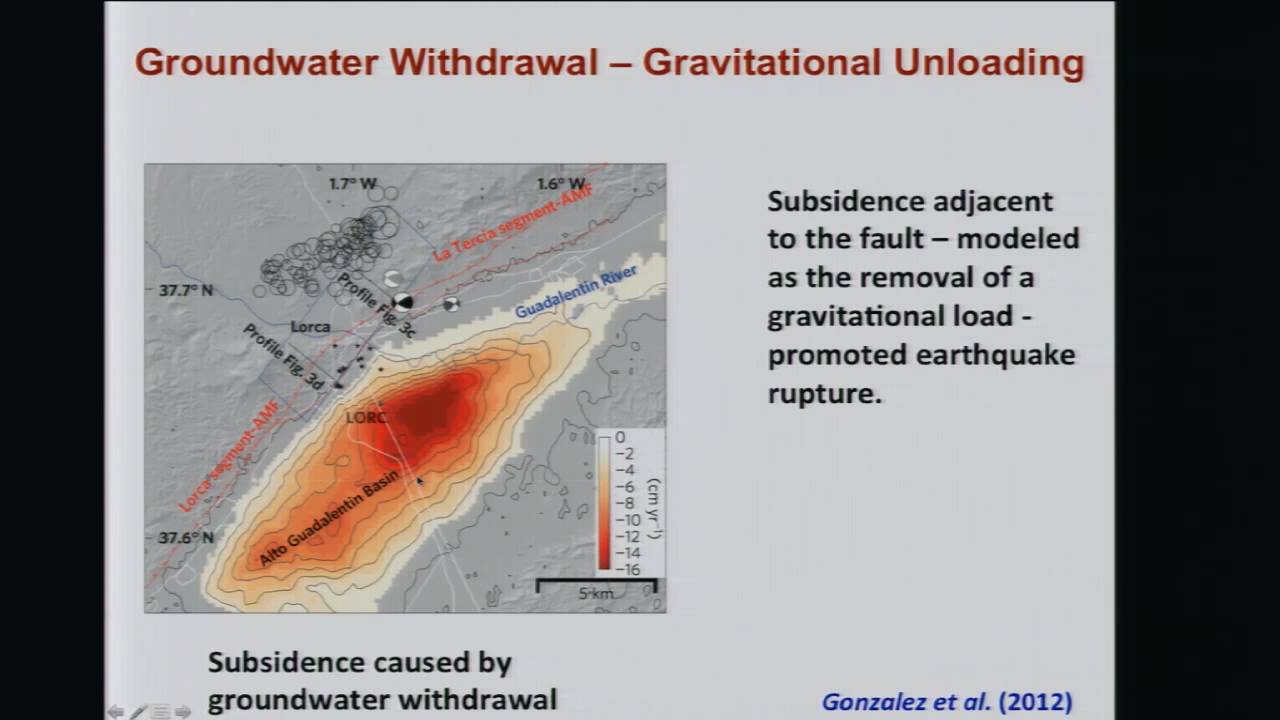 Groundwater Withdrawal – Gravitational Unloading
1.7° W
1.6° W
La Tercia segment-AMF
37.7° N
Profile Fig. 3c
Guadalentin River
Lorca
Profile Fig. 3d
LORC
Lorca segment-AMF
Alto Guadalentin Basin
37.6° N
0
−2
−4
−6
−8
−10
−12
−14
−16
(cm yr⁻¹)
5 km
Subsidence adjacent
to the fault – modeled
as the removal of a
gravitational load -
promoted earthquake
rupture.
Subsidence caused by
groundwater withdrawal
Gonzalez et al. (2012)